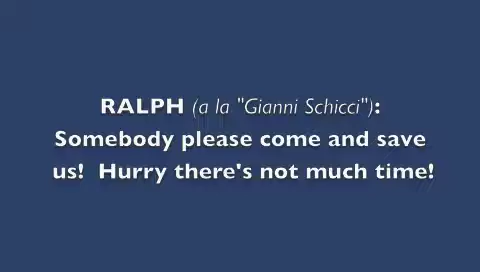 RALPH (a la "Gianni Schicci"):
Somebody please come and save
us!  Hurry there's not much time!